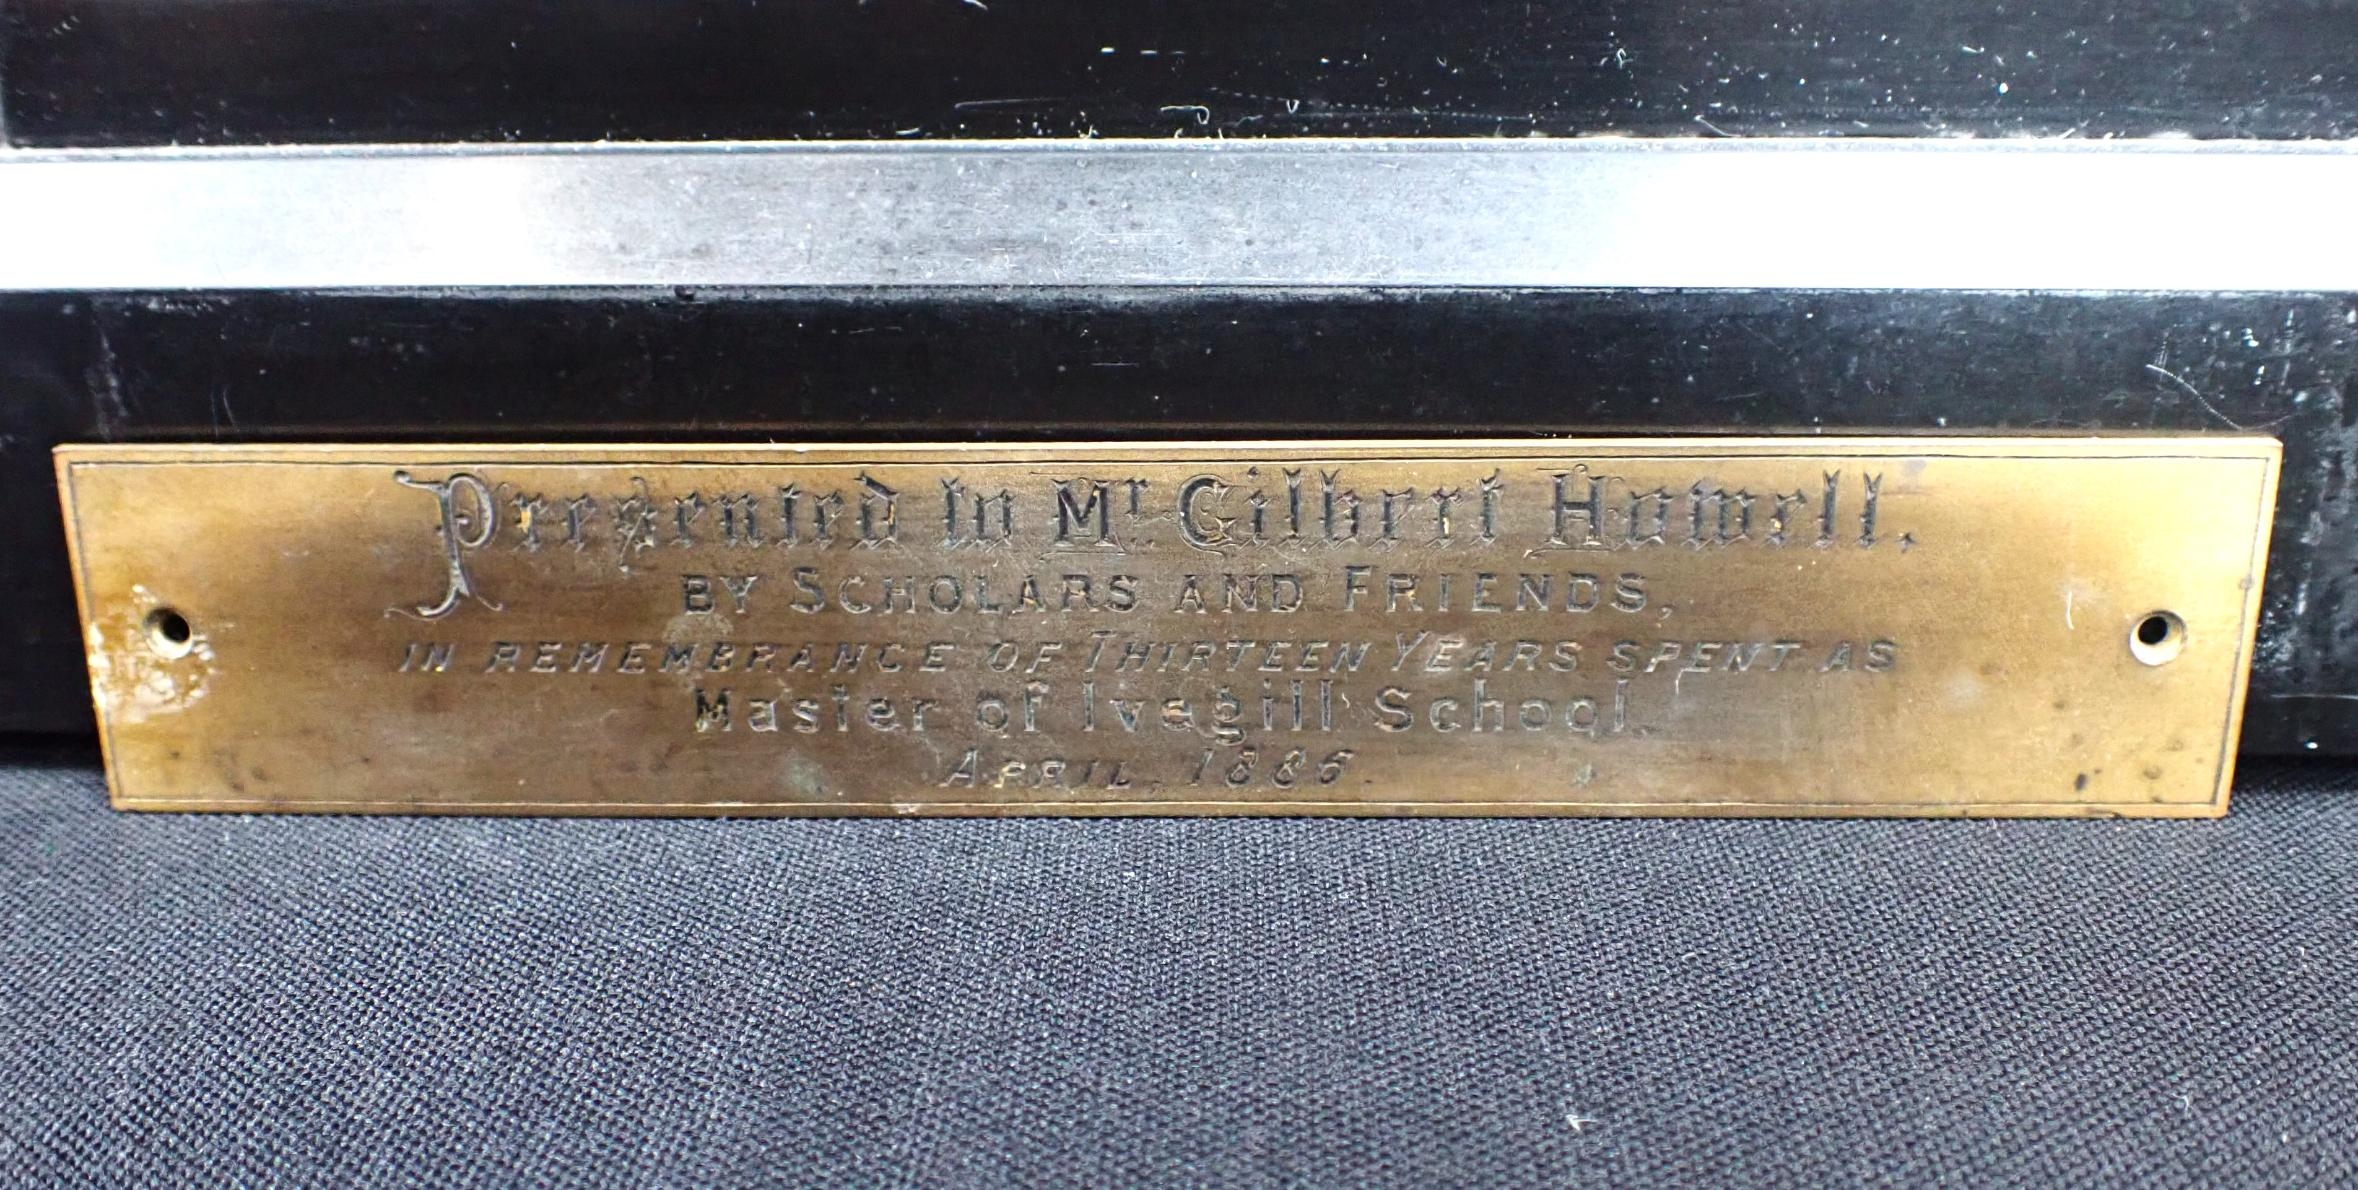 Presented to Mr. Gilbert Howell.
BY SCHOLARS AND FRIENDS,
IN REMEMBRANCE OF THIRTEEN YEARS SPENT AS
Master of Ivegill School
APRIL, 1886.